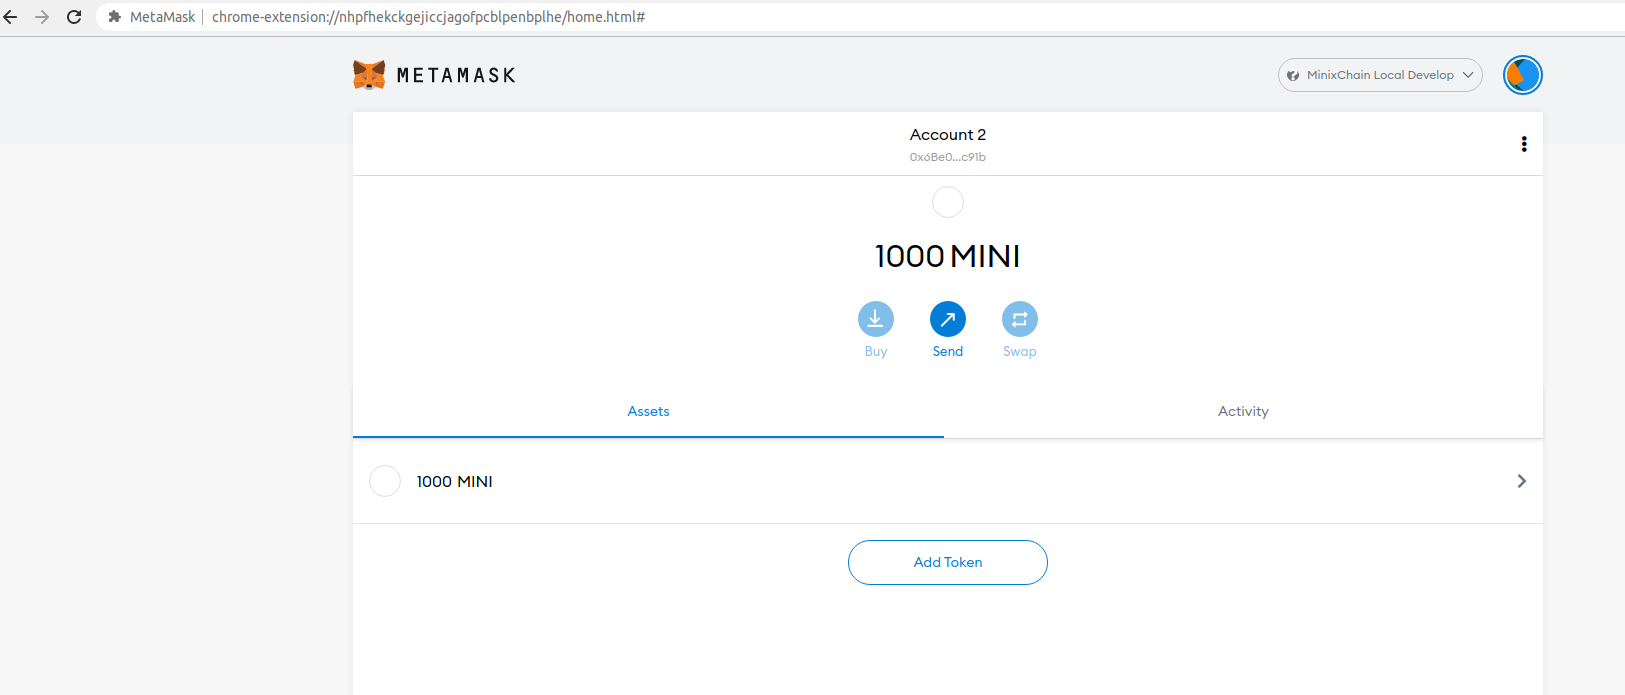 MetaMask chrome-extension://nhpfhekckgejiccjagofpcblpenbplhe/home.html#
METAMASK
MinixChain Local Develop
Account 2
0x6Be0...c91b
1000 MINI
Buy
Send
Swap
Assets
Activity
1000 MINI
Add Token